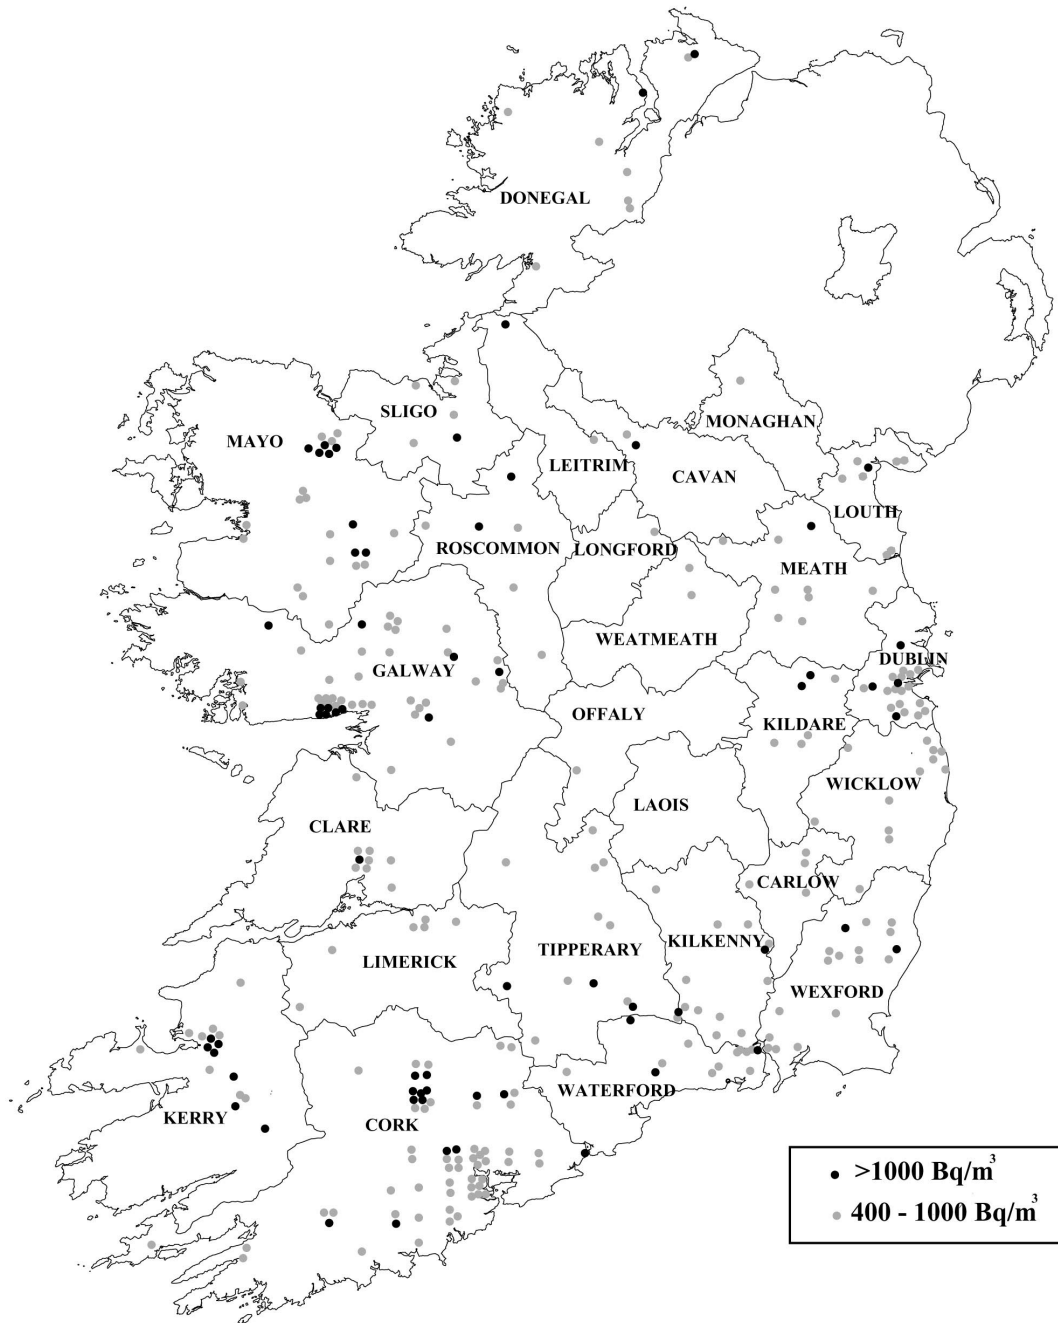 DONEGAL
SLIGO
MONAGHAN
MAYO
LEITRIM
CAVAN
LOUTH
ROSCOMMON
LONGFORD
MEATH
WEATMEATH
DUBLIN
GALWAY
OFFALY
KILDARE
WICKLOW
LAOIS
CLARE
CARLOW
KILKENNY
TIPPERARY
LIMERICK
WEXFORD
WATERFORD
KERRY
CORK
>1000 Bq/m³
400 - 1000 Bq/m³